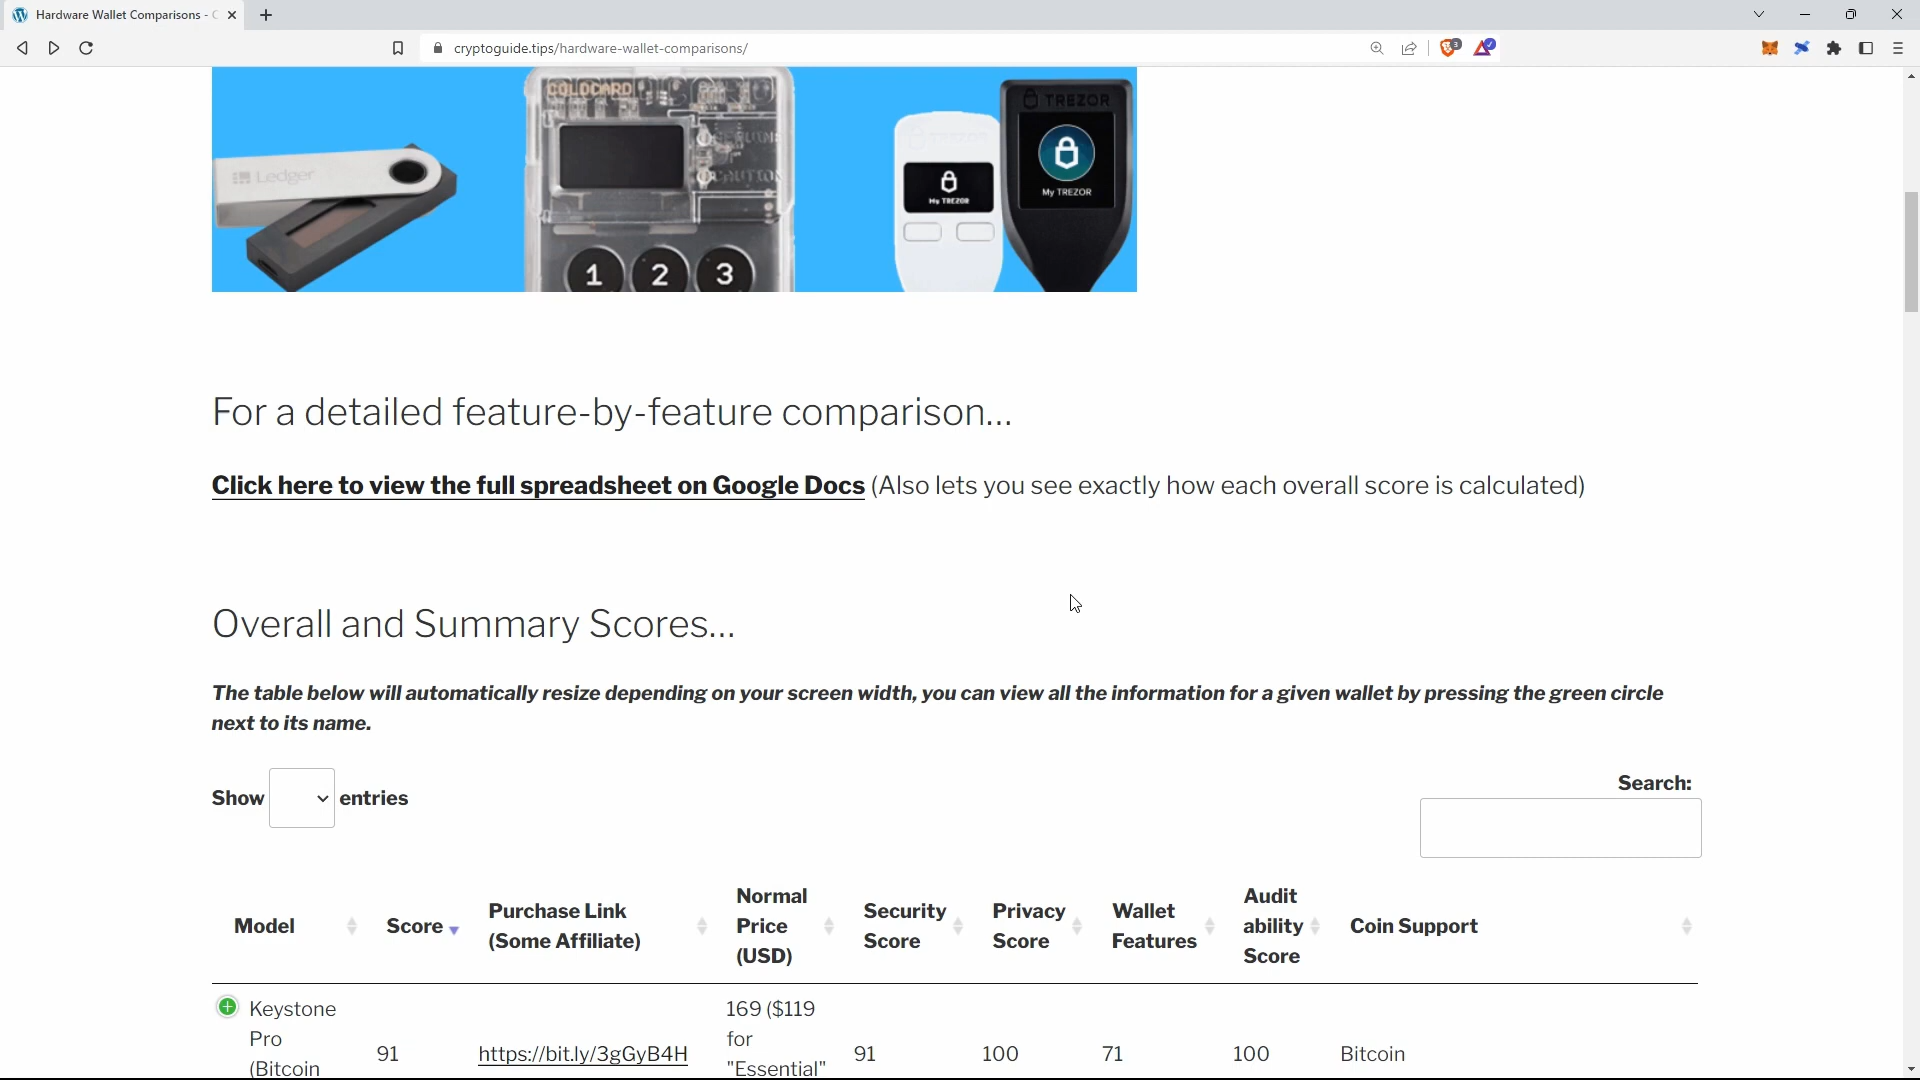 Hardware Wallet Comparisons - C
cryptoguide.tips/hardware-wallet-comparisons/
3
Ledger
COLDCARD
1 2 3
My TREZOR
TREZOR
My TREZOR
For a detailed feature-by-feature comparison...
Click here to view the full spreadsheet on Google Docs (Also lets you see exactly how each overall score is calculated)
Overall and Summary Scores...
The table below will automatically resize depending on your screen width, you can view all the information for a given wallet by pressing the green circle
next to its name.
Show entries
Search:
Model
Score
Purchase Link
(Some Affiliate)
Normal
Price
(USD)
Security
Score
Privacy
Score
Wallet
Features
Audit
ability
Score
Coin Support
Keystone
Pro
(Bitcoin
91
https://bit.ly/3gGyB4H
169 ($119
for
"Essential"
91
100
71
100
Bitcoin